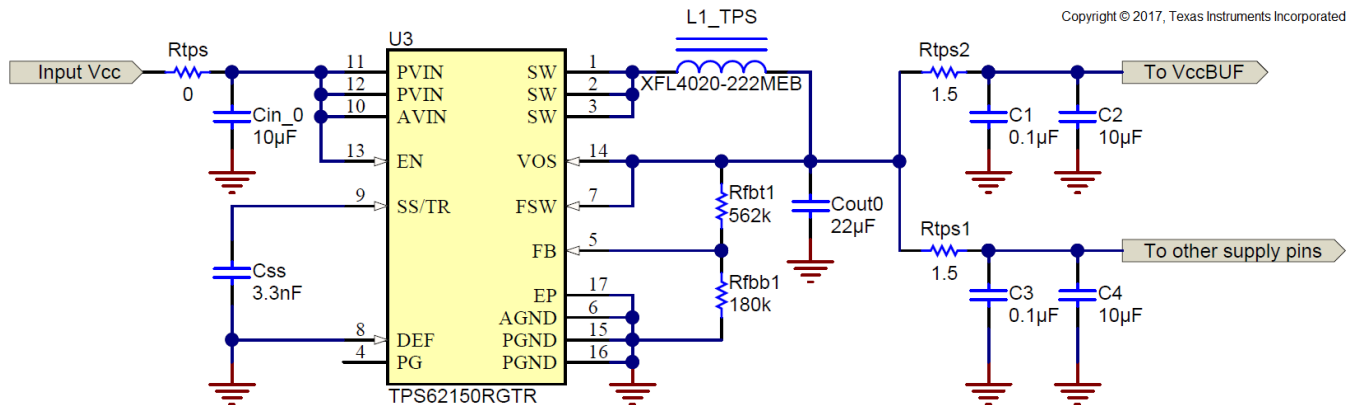 Copyright © 2017, Texas Instruments Incorporated
L1_TPS
U3
Rtps
Rtps2
Input Vcc
0
11 PVIN SW 1
XFL4020-222MEB
1.5
To VccBUF
12 PVIN SW 2
10 AVIN SW 3
Cin_0
10µF
C1
0.1µF
C2
10µF
13 EN VOS 14
9 SS/TR FSW 7
Rfbt1
562k
Cout0
22µF
Rtps1
1.5
To other supply pins
FB 5
Css
3.3nF
Rfbb1
180k
EP 17
AGND 6
C3
0.1µF
C4
10µF
8 DEF PGND 15
4 PG PGND 16
TPS62150RGTR